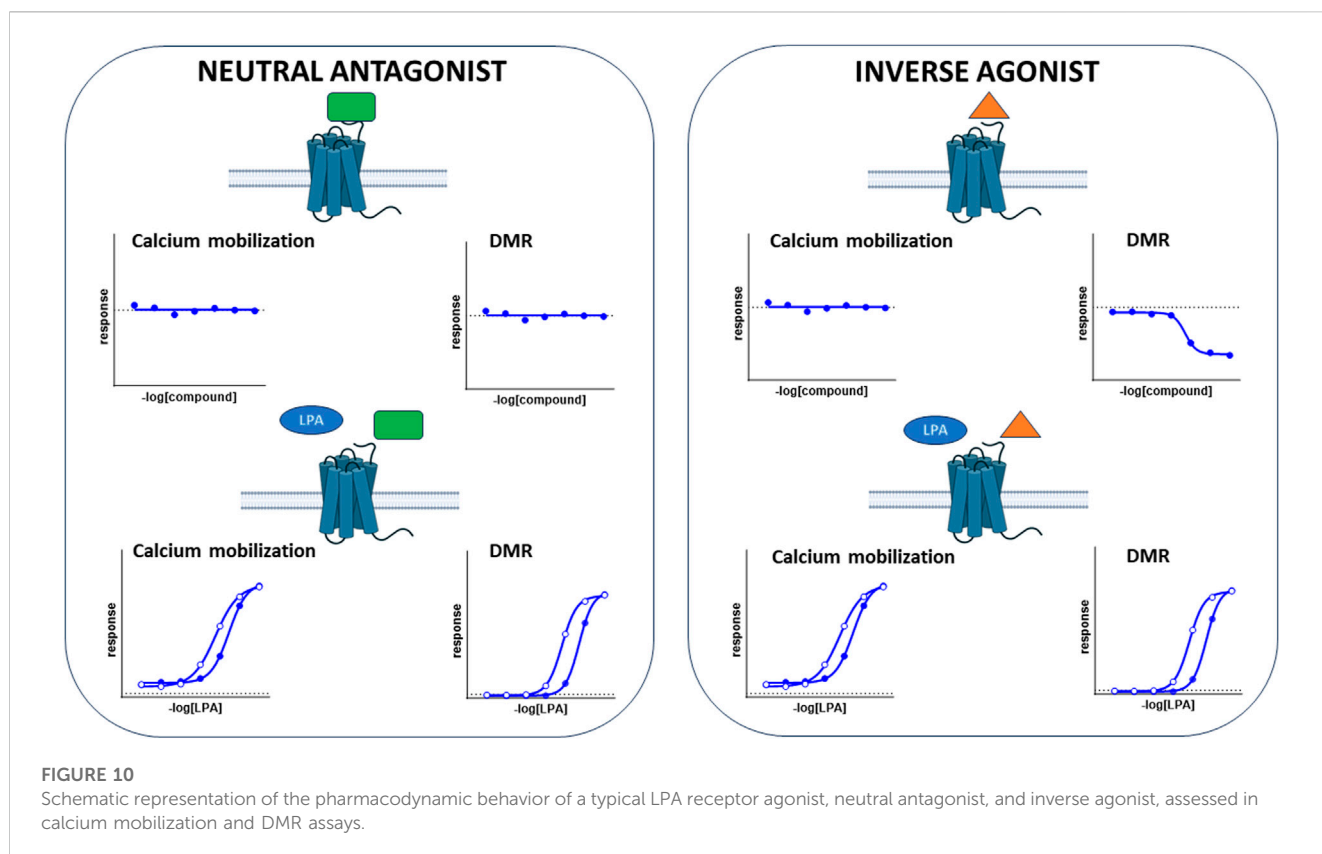 NEUTRAL ANTAGONIST
Calcium mobilization
response
-log[compound]
DMR
response
-log[compound]
LPA
Calcium mobilization
response
-log[LPA]
DMR
response
-log[LPA]
INVERSE AGONIST
Calcium mobilization
response
-log[compound]
DMR
response
-log[compound]
LPA
Calcium mobilization
response
-log[LPA]
DMR
response
-log[LPA]
FIGURE 10
Schematic representation of the pharmacodynamic behavior of a typical LPA receptor agonist, neutral antagonist, and inverse agonist, assessed in
calcium mobilization and DMR assays.